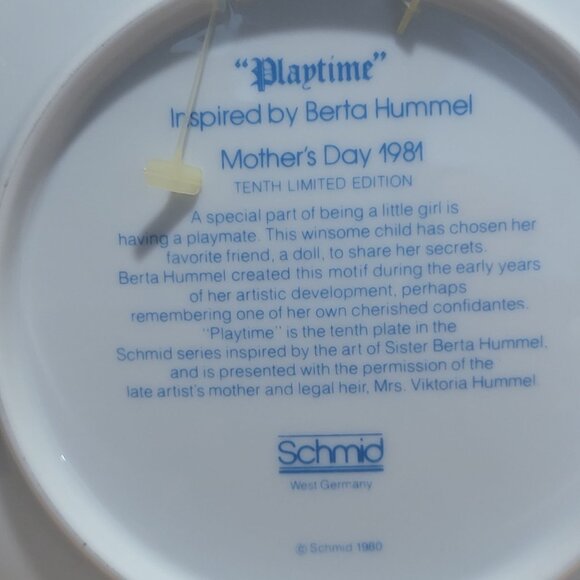 "Playtime"
Inspired by Berta Hummel
Mother's Day 1981
TENTH LIMITED EDITION
A special part of being a little girl is
having a playmate. This winsome child has chosen her
favorite friend, a doll, to share her secrets.
Berta Hummel created this motif during the early years
of her artistic development, perhaps
remembering one of her own cherished confidantes.
"Playtime" is the tenth plate in the
Schmid series inspired by the art of Sister Berta Hummel,
and is presented with the permission of the
late artist's mother and legal heir, Mrs. Viktoria Hummel.
Schmid
West Germany
© Schmid 1980